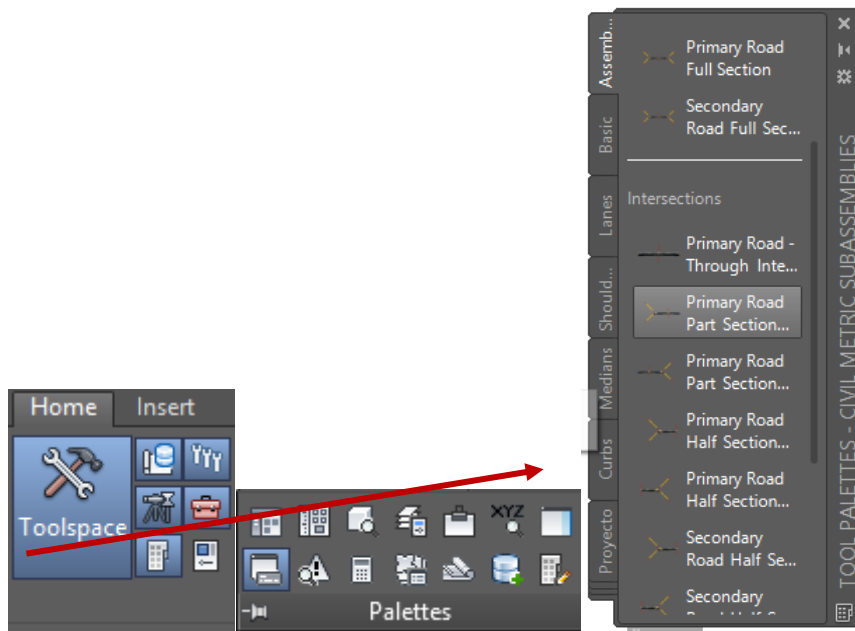 Home
Insert
Toolspace
XYZ
Palettes
Assemb...
Basic
Lanes
Should...
Medians
Curbs
Proyecto
Primary Road
Full Section
Secondary
Road Full Sec...
Intersections
Primary Road -
Through Inte...
Primary Road
Part Section...
Primary Road
Part Section...
Primary Road
Half Section...
Primary Road
Half Section...
Secondary
Road Half Se...
Secondary
TOOL PALETTES - CIVIL METRIC SUBASSEMBLIES